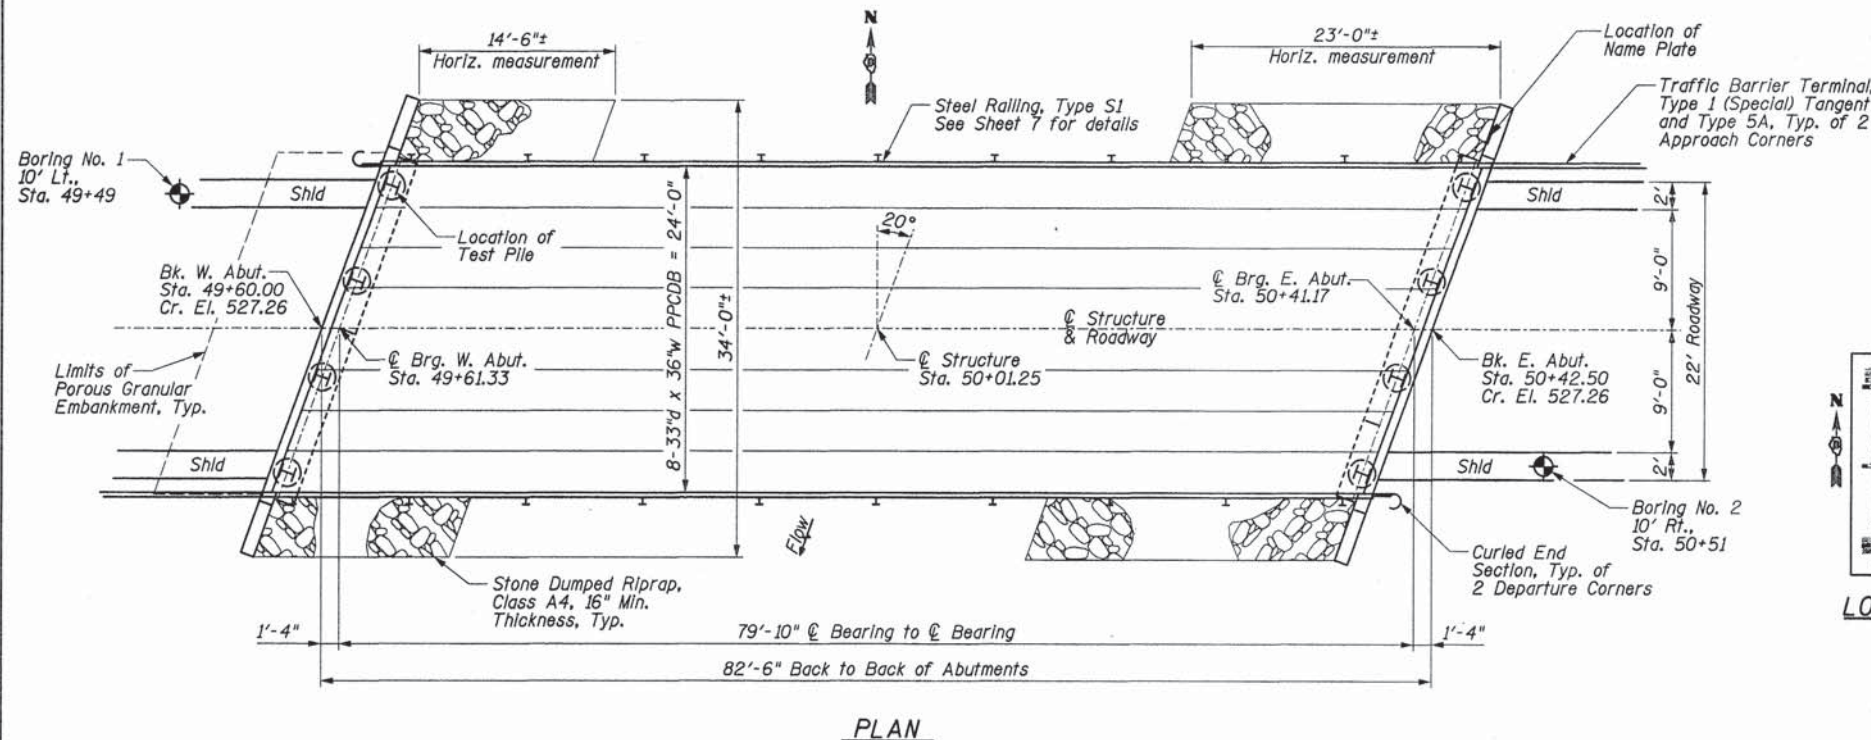 14'-6"±
Horiz. measurement
N
23'-0"±
Horiz. measurement
Location of
Name Plate
Traffic Barrier Terminal,
Type 1 (Special) Tangent
and Type 5A, Typ. of 2
Approach Corners
Steel Railing, Type S1
See Sheet 7 for details
Boring No. 1
10' Lt.,
Sta. 49+49
Shld
Location of
Test Pile
8-33"d x 36"w PPCDB = 24'-0"
34'-0"±
20°
Shld
2'
9'-0"
9'-0"
2'
22' Roadway
Bk. W. Abut.
Sta. 49+60.00
Cr. El. 527.26
℄ Brg. E. Abut.
Sta. 50+41.17
℄ Structure
& Roadway
℄ Brg. W. Abut.
Sta. 49+61.33
℄ Structure
Sta. 50+01.25
Bk. E. Abut.
Sta. 50+42.50
Cr. El. 527.26
Limits of
Porous Granular
Embankment, Typ.
N
Shld
Shld
Flow
Boring No. 2
10' Rt.,
Sta. 50+51
Curled End
Section, Typ. of
2 Departure Corners
Stone Dumped Riprap,
Class A4, 16" Min.
Thickness, Typ.
LO
1'-4"
79'-10" ℄ Bearing to ℄ Bearing
1'-4"
82'-6" Back to Back of Abutments
PLAN